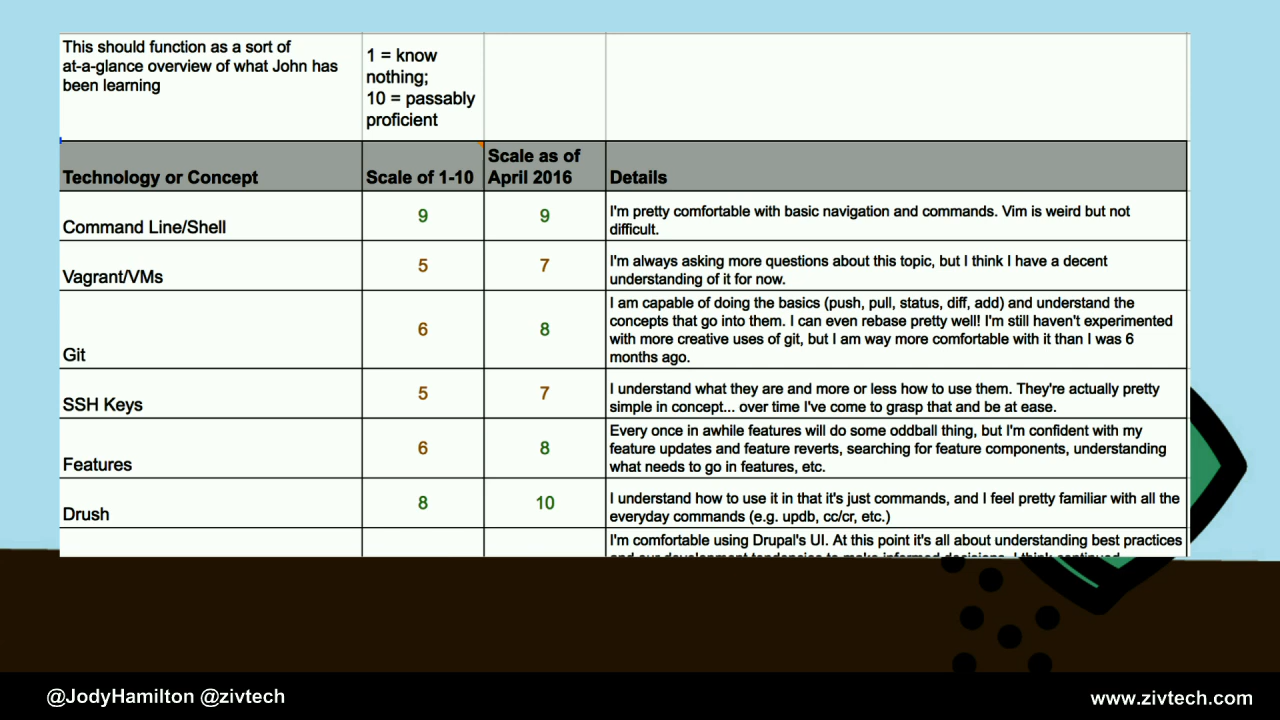 This should function as a sort of
at-a-glance overview of what John has
been learning
1 = know
nothing;
10 = passably
proficient
Technology or Concept
Scale of 1-10
Scale as of
April 2016
Details
Command Line/Shell
9
9
I'm pretty comfortable with basic navigation and commands. Vim is weird but not
difficult.
Vagrant/VMs
5
7
I'm always asking more questions about this topic, but I think I have a decent
understanding of it for now.
Git
6
8
I am capable of doing the basics (push, pull, status, diff, add) and understand the
concepts that go into them. I can even rebase pretty well! I'm still haven't experimented
with more creative uses of git, but I am way more comfortable with it than I was 6
months ago.
SSH Keys
5
7
I understand what they are and more or less how to use them. They're actually pretty
simple in concept... over time I've come to grasp that and be at ease.
Features
6
8
Every once in awhile features will do some oddball thing, but I'm confident with my
feature updates and feature reverts, searching for feature components, understanding
what needs to go in features, etc.
Drush
8
10
I understand how to use it in that it's just commands, and I feel pretty familiar with all the
everyday commands (e.g. updb, cc/cr, etc.)
I'm comfortable using Drupal's UI. At this point it's all about understanding best practices
and our development tendencies to make informed decisions. I think continued
@JodyHamilton @zivtech
www.zivtech.com